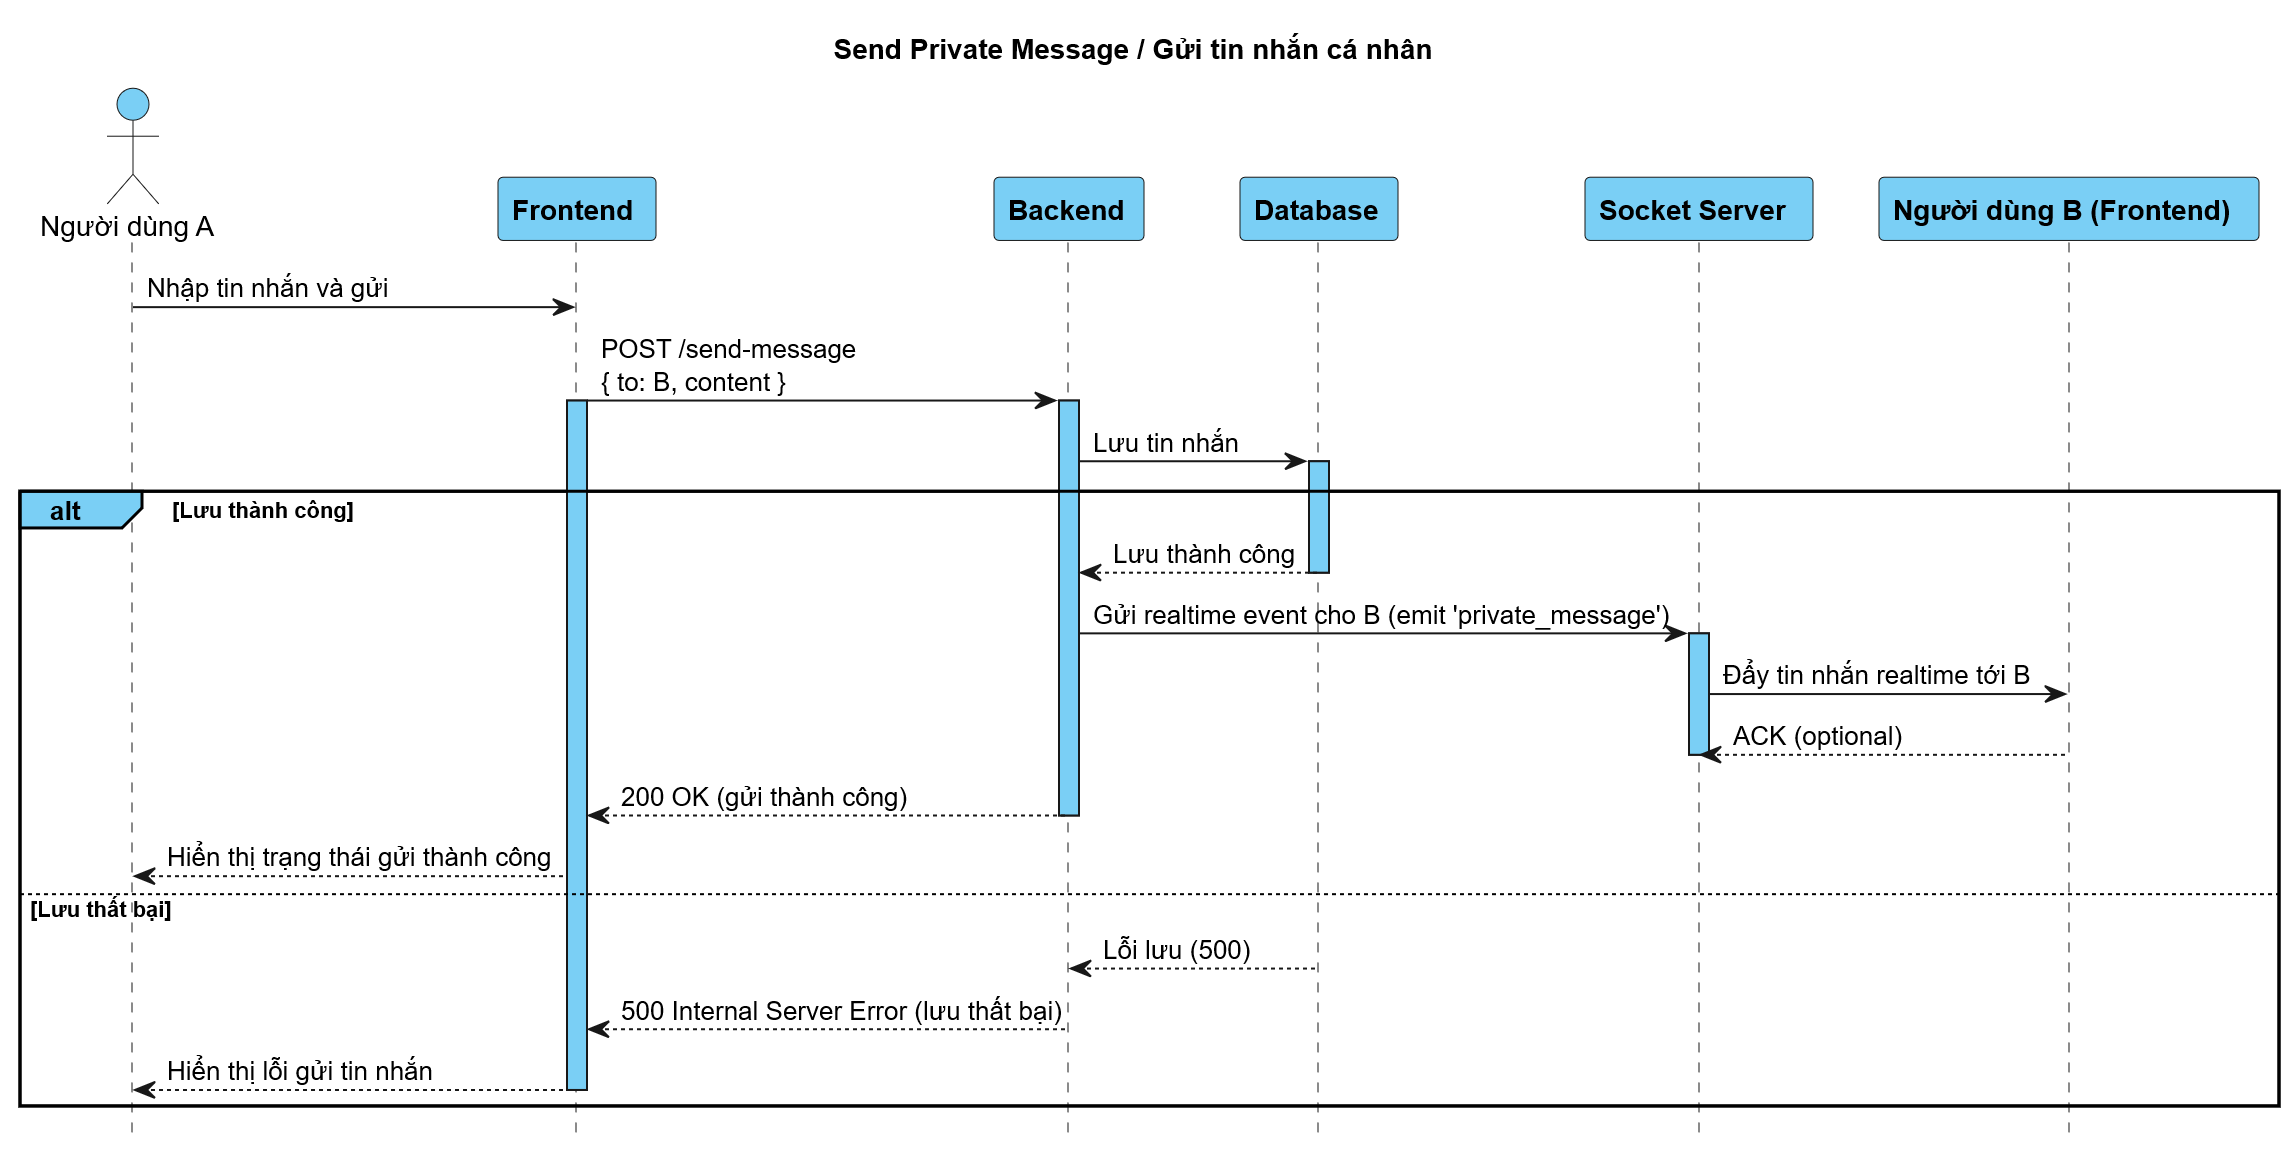 Send Private Message / Gửi tin nhắn cá nhân
Người dùng A
Frontend
Backend
Database
Socket Server
Người dùng B (Frontend)
Nhập tin nhắn và gửi
POST /send-message
{ to: B, content }
Lưu tin nhắn
alt
[Lưu thành công]
Lưu thành công
Gửi realtime event cho B (emit 'private_message')
Đẩy tin nhắn realtime tới B
ACK (optional)
200 OK (gửi thành công)
Hiển thị trạng thái gửi thành công
[Lưu thất bại]
Lỗi lưu (500)
500 Internal Server Error (lưu thất bại)
Hiển thị lỗi gửi tin nhắn